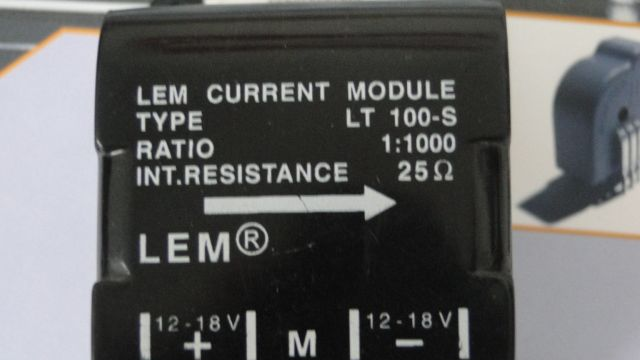 LEM CURRENT MODULE
TYPE LT 100-S
RATIO 1:1000
INT.RESISTANCE 25Ω
LEM®
12-18V 12-18V
+ M −